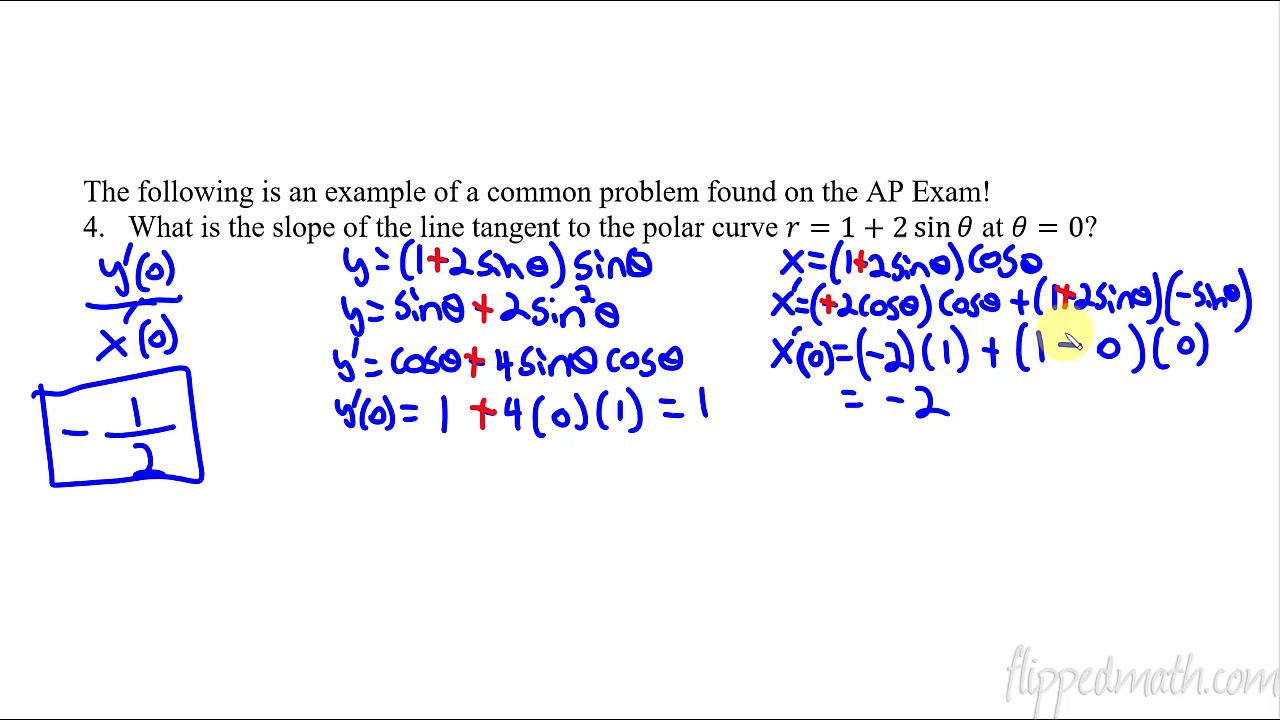 The following is an example of a common problem found on the AP Exam!
4. What is the slope of the line tangent to the polar curve r = 1 + 2 sin θ at θ = 0?
y'(0)
x'(0)
- 1
2
y=(1+2sinθ)sinθ
y=sinθ+2sin²θ
y'=cosθ+4sinθcosθ
y'(0)=1+4(0)(1)=1
x=(1+2sinθ)cosθ
x'=(+2cosθ)cosθ+(1+2sinθ)(-sinθ)
x'(0)=(-2)(1)+(1-0)(0)
= -2
flippedmath.com